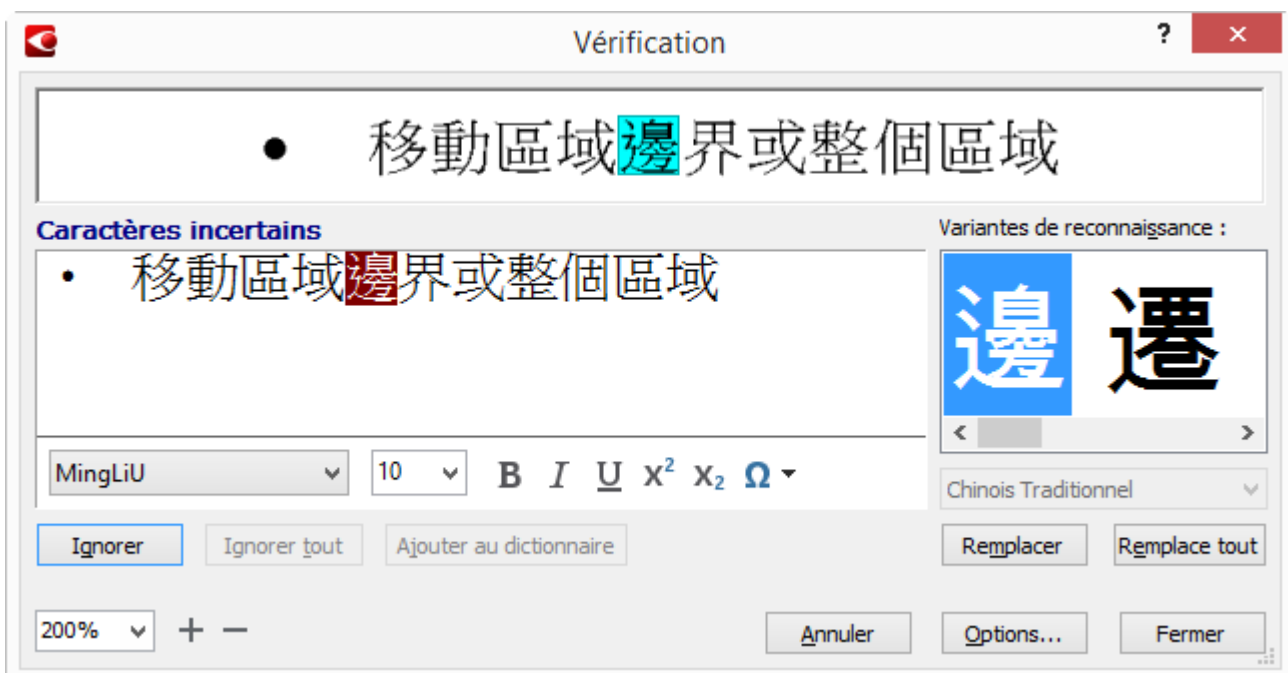 Vérification
?
• 移動區域邊界或整個區域
Caractères incertains
Variantes de reconnaissance :
• 移動區域邊界或整個區域
邊 遷
MingLiU 10 B I U X² X₂ Ω
Chinois Traditionnel
Ignorer Ignorer tout Ajouter au dictionnaire Remplacer Remplace tout
200% + − Annuler Options... Fermer